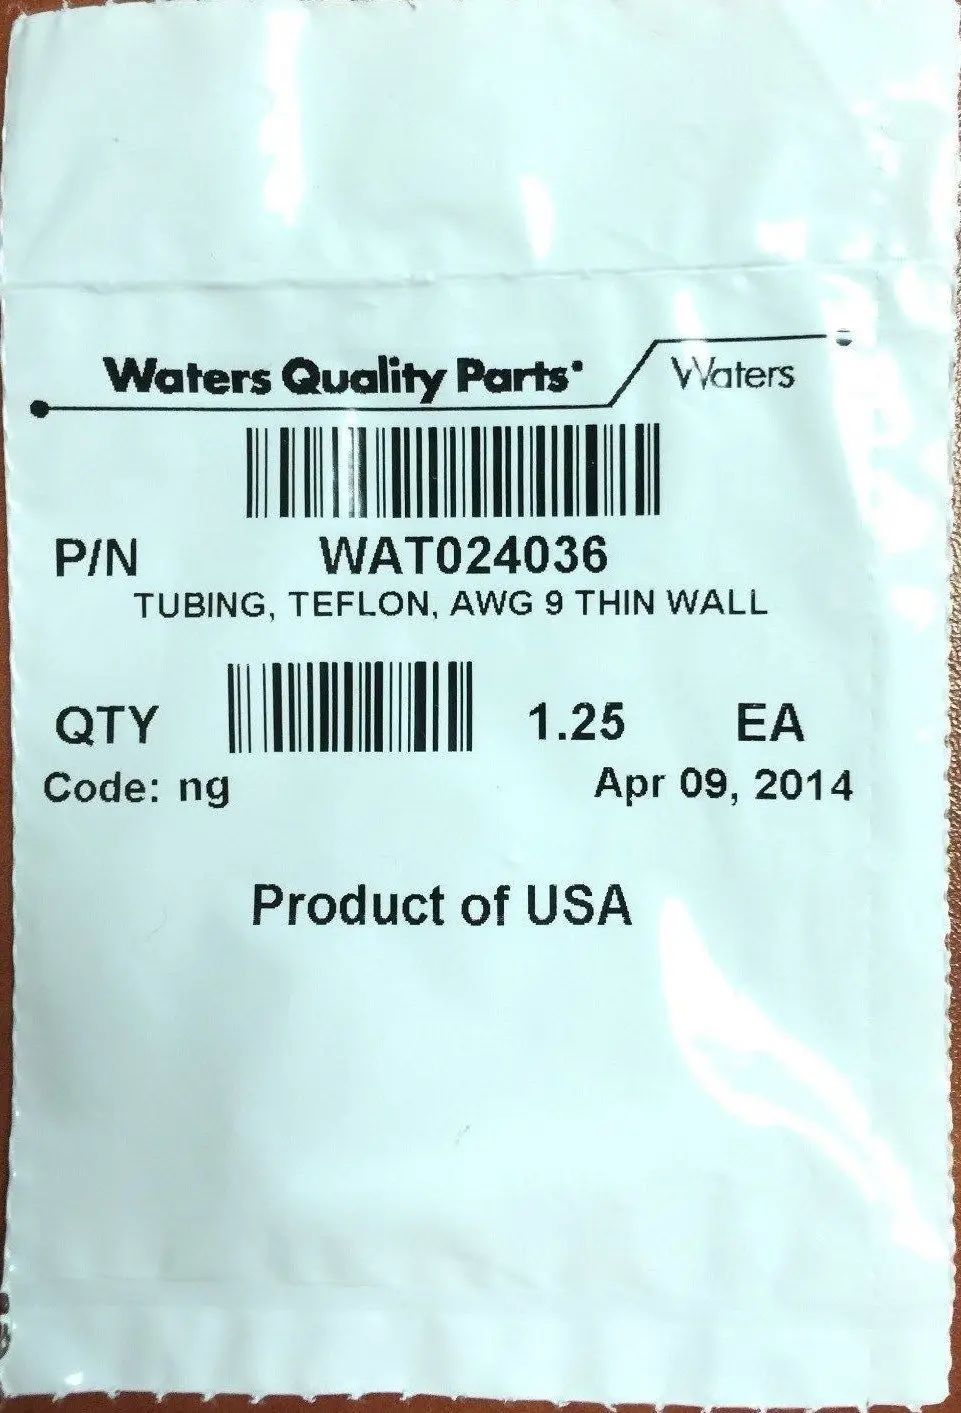 Waters Quality Parts• Waters
P/N WAT024036
TUBING, TEFLON, AWG 9 THIN WALL
QTY 1.25 EA
Code: ng Apr 09, 2014
Product of USA